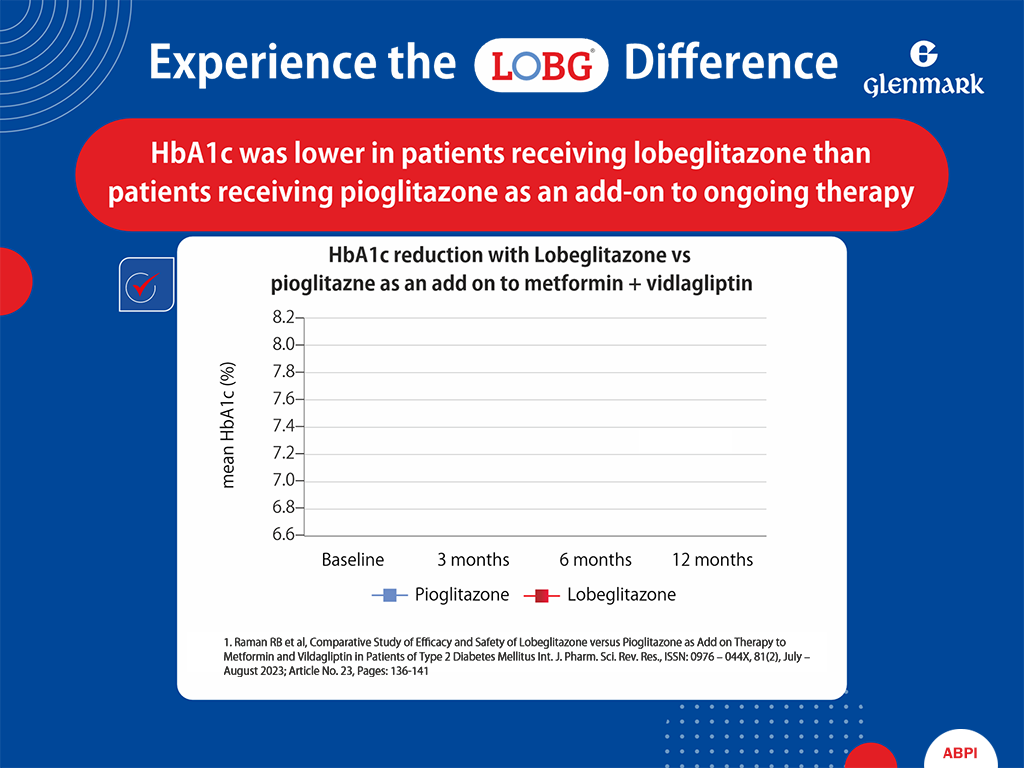 Experience the LOBG® Difference
GLENMARK
HbA1c was lower in patients receiving lobeglitazone than
patients receiving pioglitazone as an add-on to ongoing therapy
HbA1c reduction with Lobeglitazone vs
pioglitazne as an add on to metformin + vidlagliptin
mean HbA1c (%)
8.2
8.0
7.8
7.6
7.4
7.2
7.0
6.8
6.6
Baseline 3 months 6 months 12 months
Pioglitazone Lobeglitazone
1. Raman RB et al, Comparative Study of Efficacy and Safety of Lobeglitazone versus Pioglitazone as Add on Therapy to
Metformin and Vildagliptin in Patients of Type 2 Diabetes Mellitus Int. J. Pharm. Sci. Rev. Res., ISSN: 0976 – 044X, 81(2), July –
August 2023; Article No. 23, Pages: 136-141
ABPI